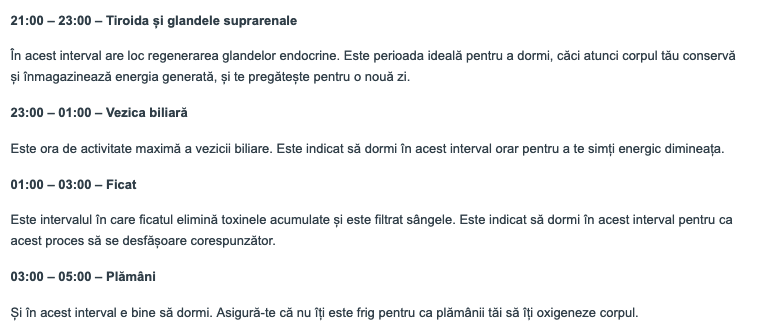 21:00 – 23:00 – Tiroida și glandele suprarenale
În acest interval are loc regenerarea glandelor endocrine. Este perioada ideală pentru a dormi, căci atunci corpul tău conservă
și înmagazinează energia generată, și te pregătește pentru o nouă zi.
23:00 – 01:00 – Vezica biliară
Este ora de activitate maximă a vezicii biliare. Este indicat să dormi în acest interval orar pentru a te simți energic dimineața.
01:00 – 03:00 – Ficat
Este intervalul în care ficatul elimină toxinele acumulate și este filtrat sângele. Este indicat să dormi în acest interval pentru ca
acest proces să se desfășoare corespunzător.
03:00 – 05:00 – Plămâni
Și în acest interval e bine să dormi. Asigură-te că nu îți este frig pentru ca plămânii tăi să îți oxigeneze corpul.